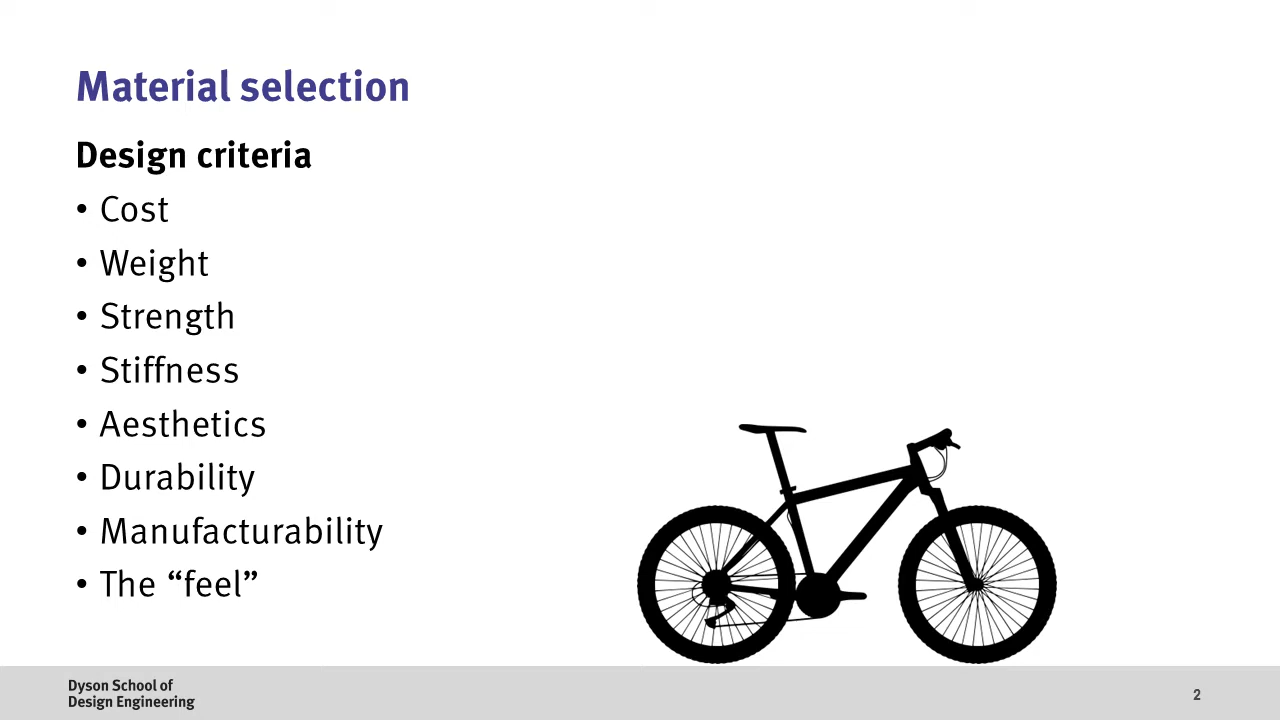 Material selection
Design criteria
• Cost
• Weight
• Strength
• Stiffness
• Aesthetics
• Durability
• Manufacturability
• The “feel”
Dyson School of
Design Engineering
2